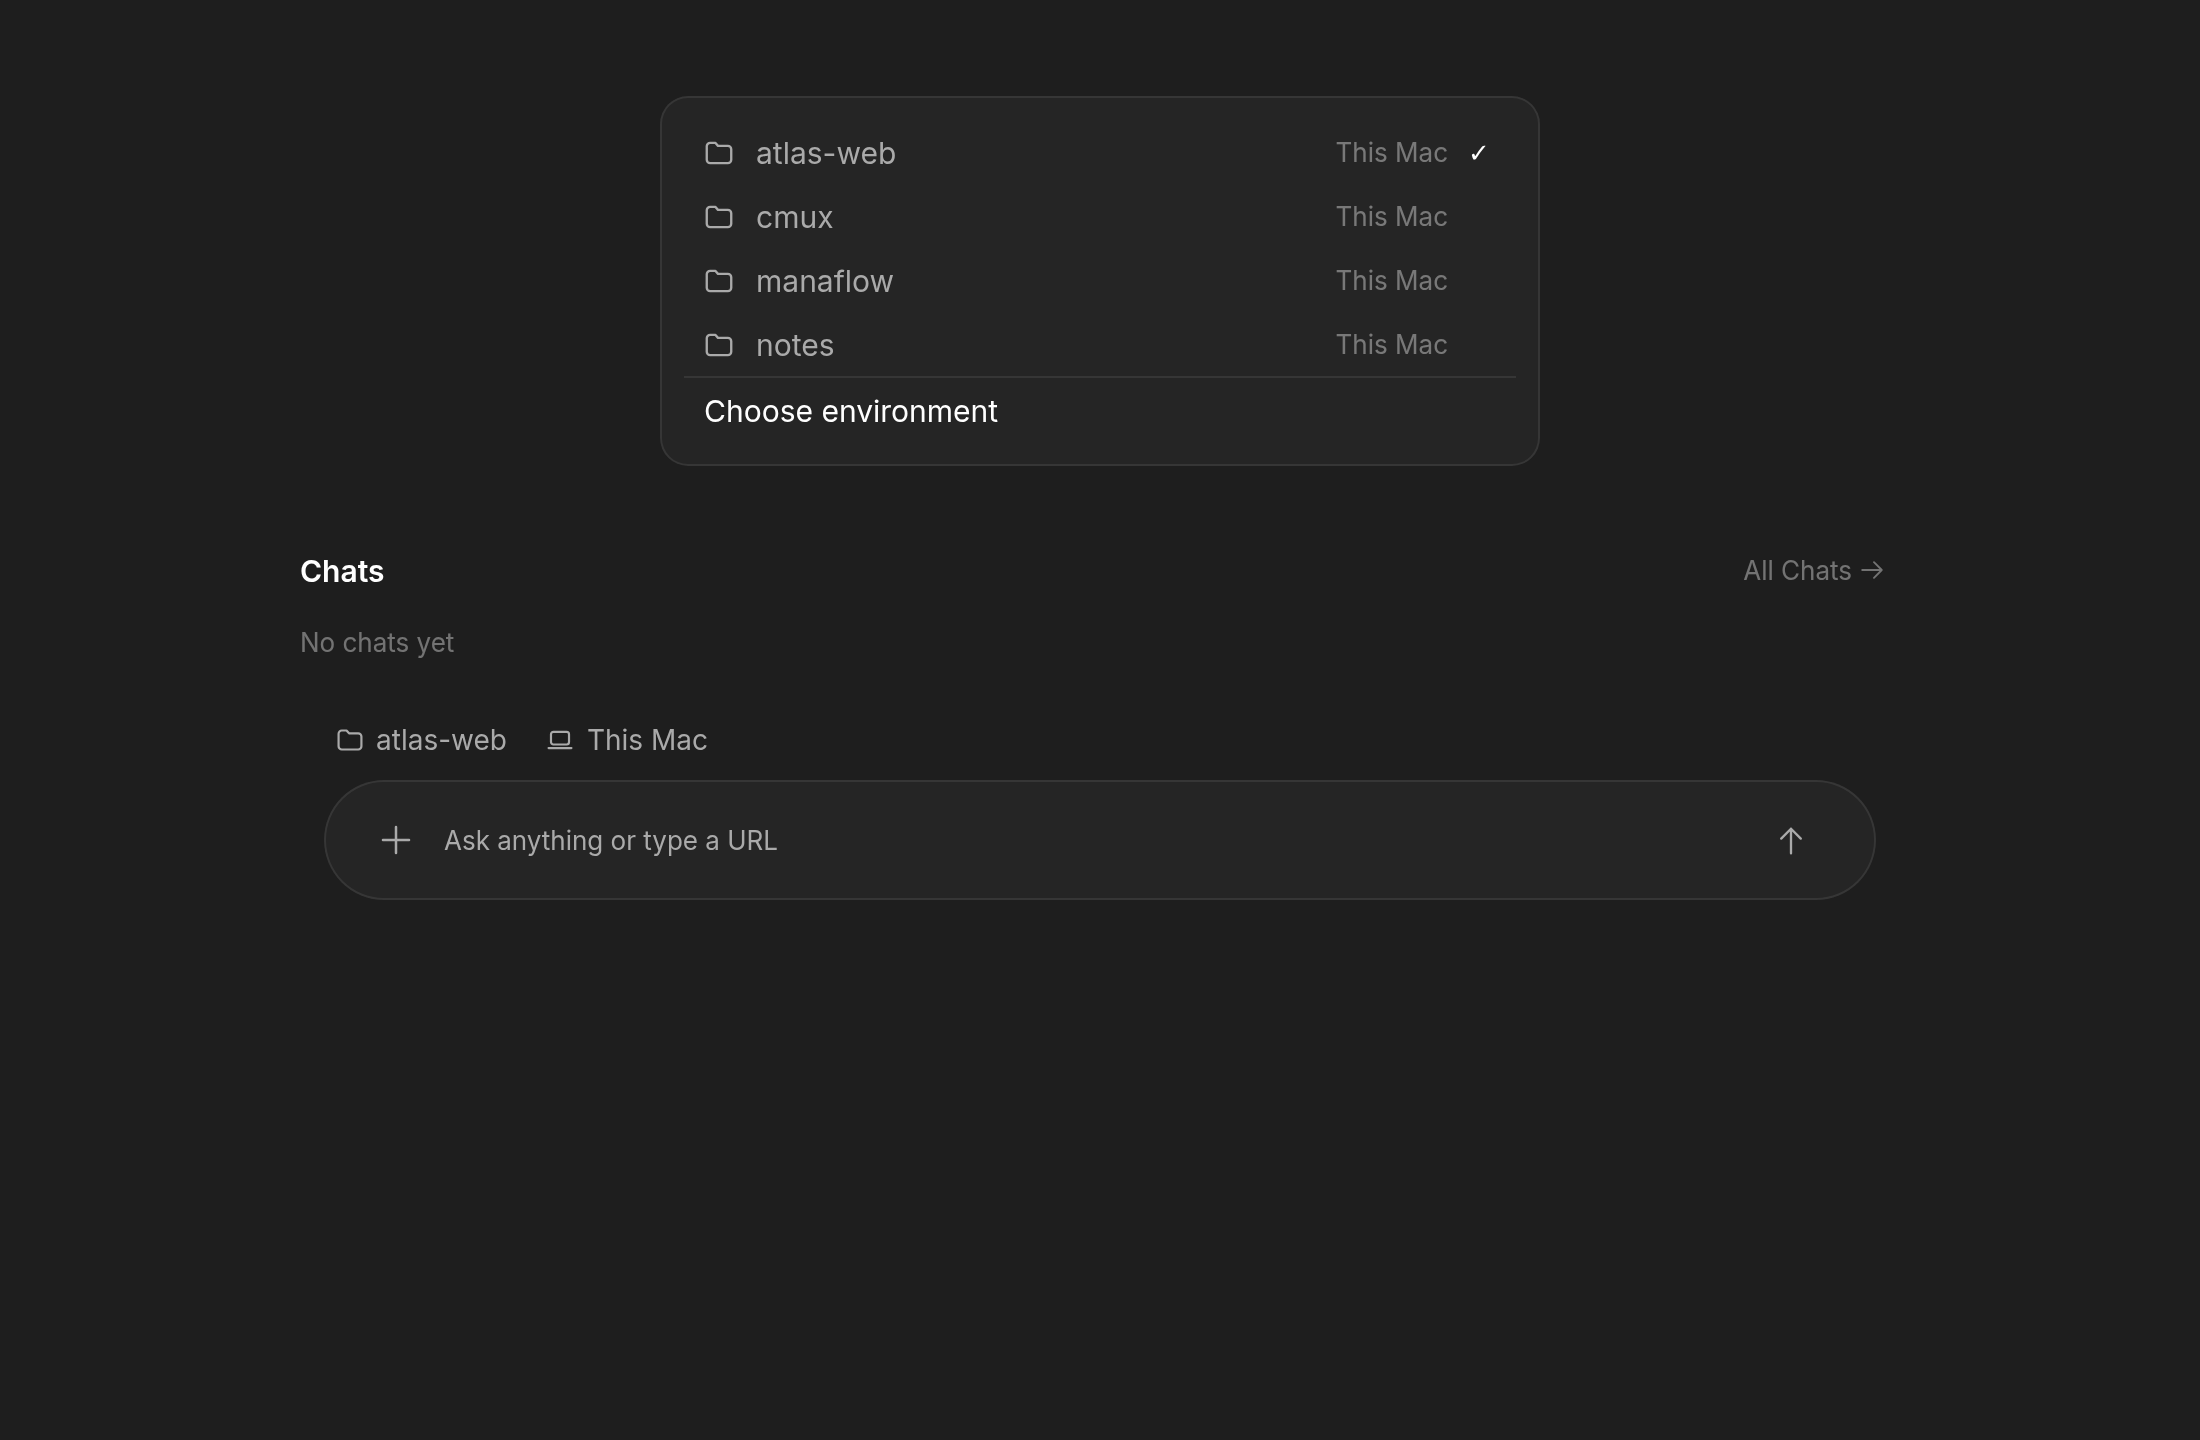 atlas-web This Mac ✓
cmux This Mac
manaflow This Mac
notes This Mac
Choose environment
Chats All Chats →
No chats yet
atlas-web This Mac
Ask anything or type a URL